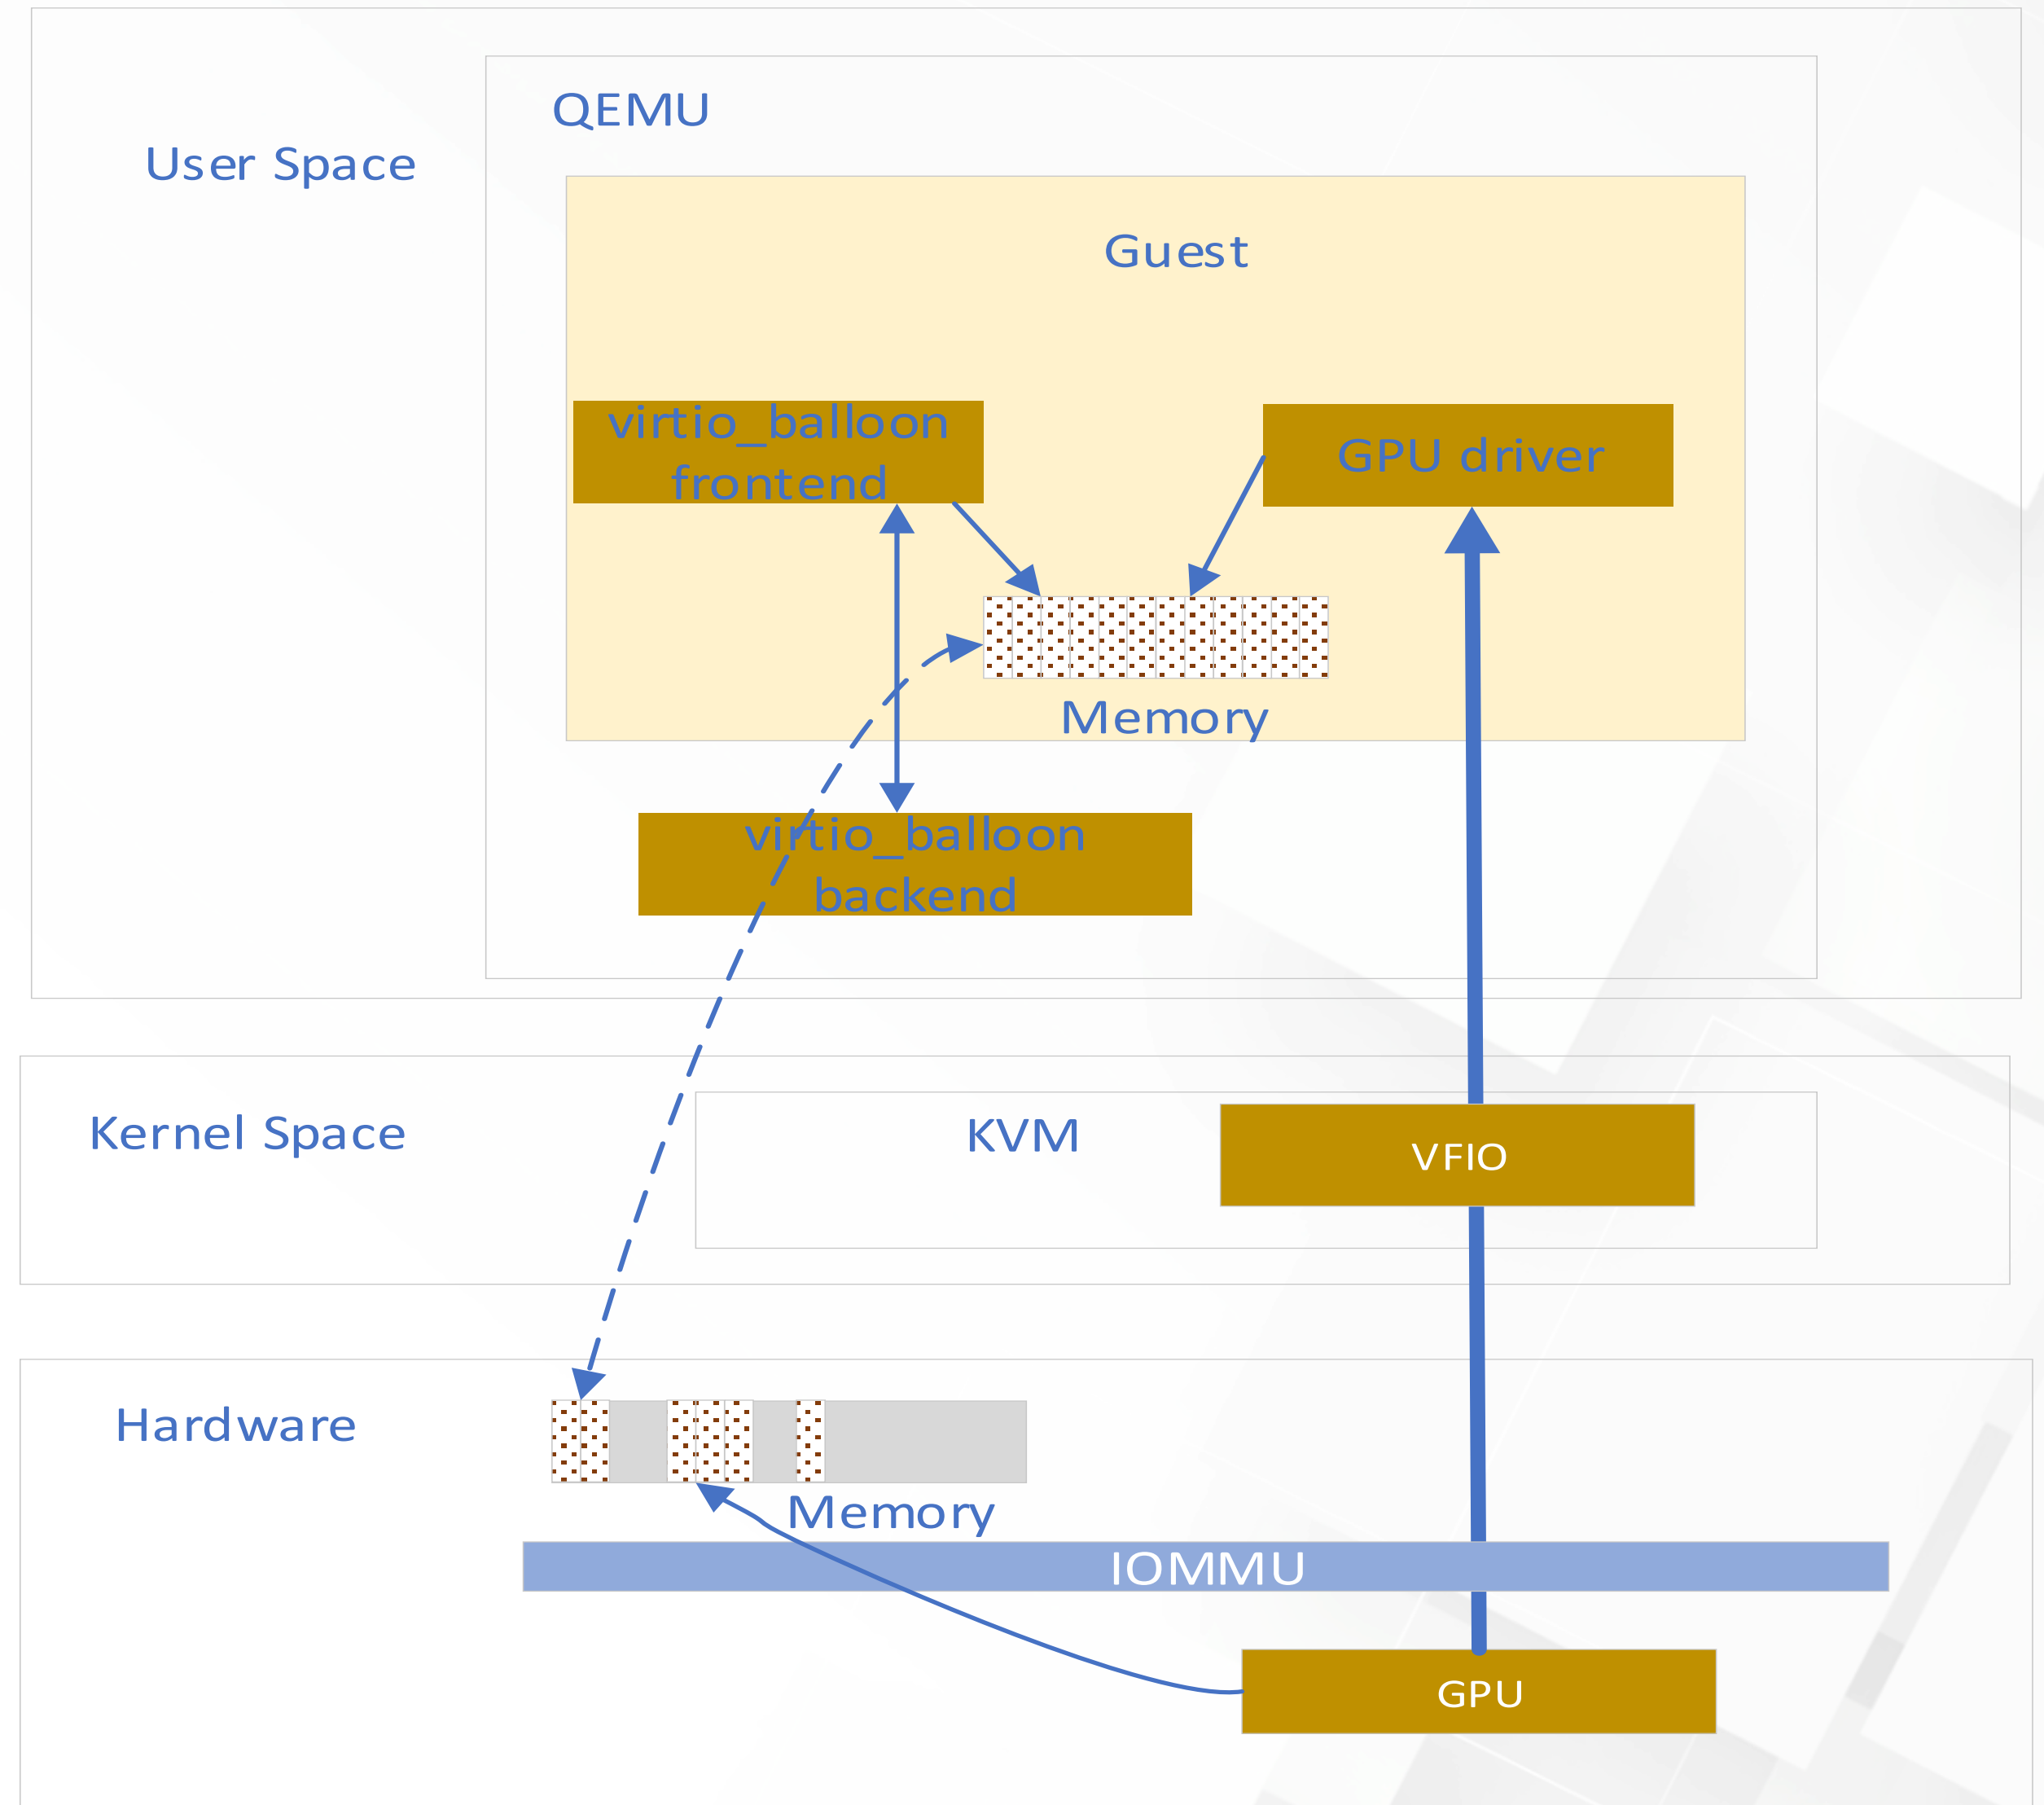 QEMU
User Space
Guest
virtio_balloon
frontend
GPU driver
Memory
virtio_balloon
backend
Kernel Space
KVM
VFIO
Hardware
Memory
IOMMU
GPU